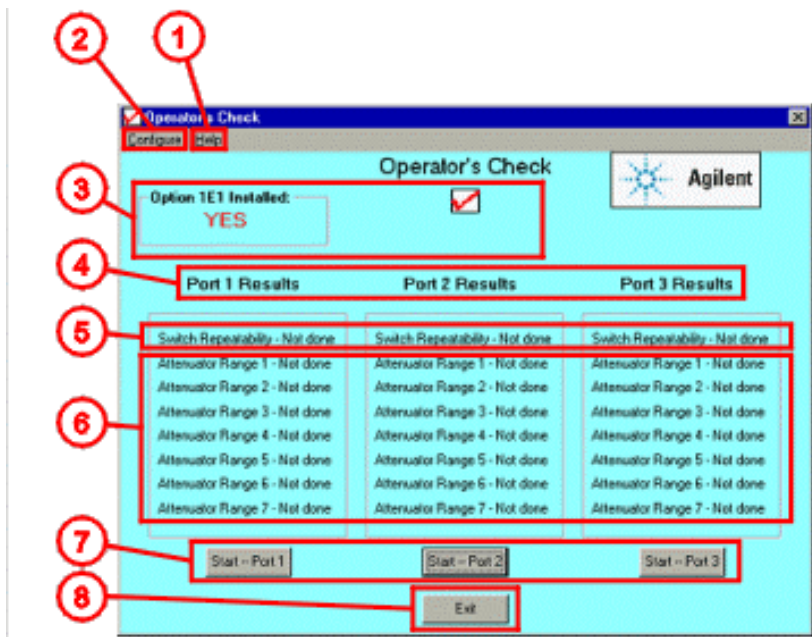 2 1
Operator's Check
Configure Help
Operator's Check
Agilent
3
Option 1E1 Installed:
YES
4
Port 1 Results Port 2 Results Port 3 Results
5
Switch Repeatability - Not done Switch Repeatability - Not done Switch Repeatability - Not done
Attenuator Range 1 - Not done Attenuator Range 1 - Not done Attenuator Range 1 - Not done
Attenuator Range 2 - Not done Attenuator Range 2 - Not done Attenuator Range 2 - Not done
Attenuator Range 3 - Not done Attenuator Range 3 - Not done Attenuator Range 3 - Not done
6
Attenuator Range 4 - Not done Attenuator Range 4 - Not done Attenuator Range 4 - Not done
Attenuator Range 5 - Not done Attenuator Range 5 - Not done Attenuator Range 5 - Not done
Attenuator Range 6 - Not done Attenuator Range 6 - Not done Attenuator Range 6 - Not done
Attenuator Range 7 - Not done Attenuator Range 7 - Not done Attenuator Range 7 - Not done
7
Start -- Port 1 Start -- Port 2 Start -- Port 3
8
Exit